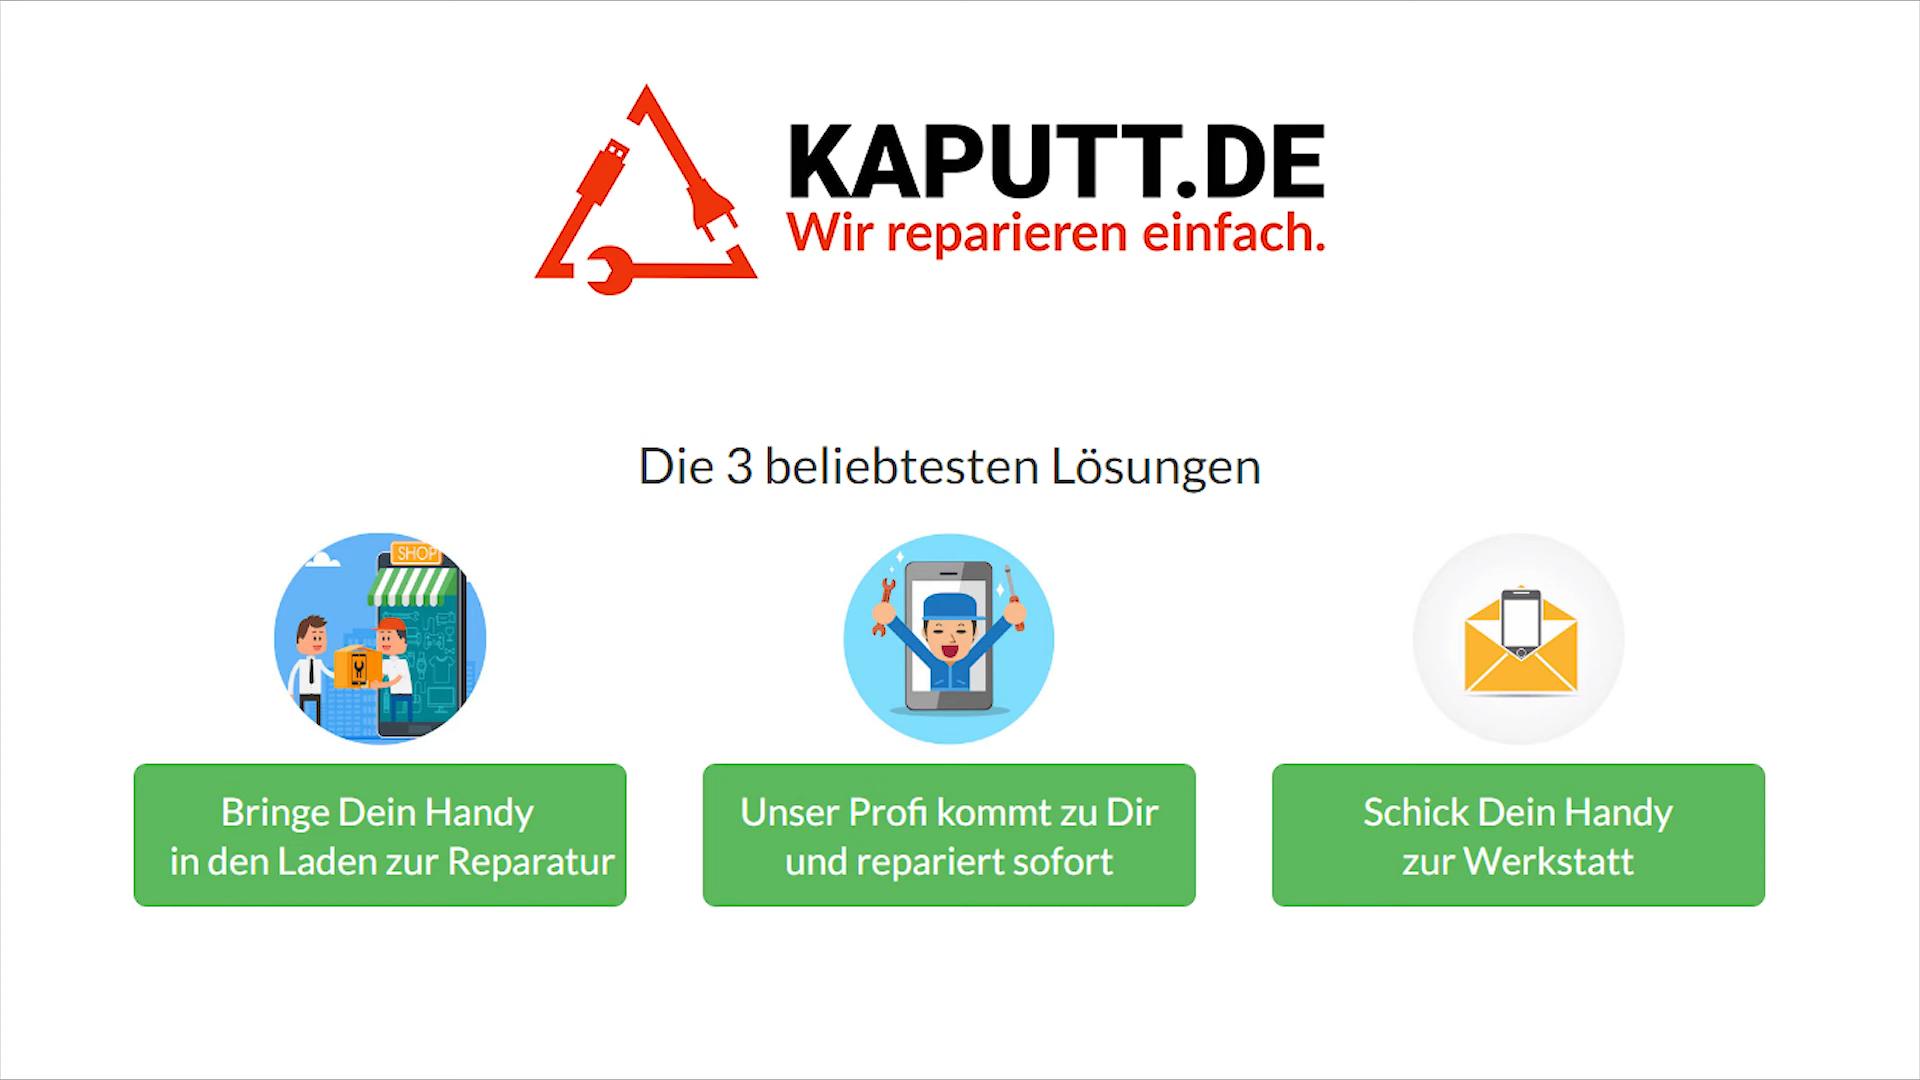 KAPUTT.DE
Wir reparieren einfach.
Die 3 beliebtesten Lösungen
SHOP
Bringe Dein Handy
in den Laden zur Reparatur
Unser Profi kommt zu Dir
und repariert sofort
Schick Dein Handy
zur Werkstatt